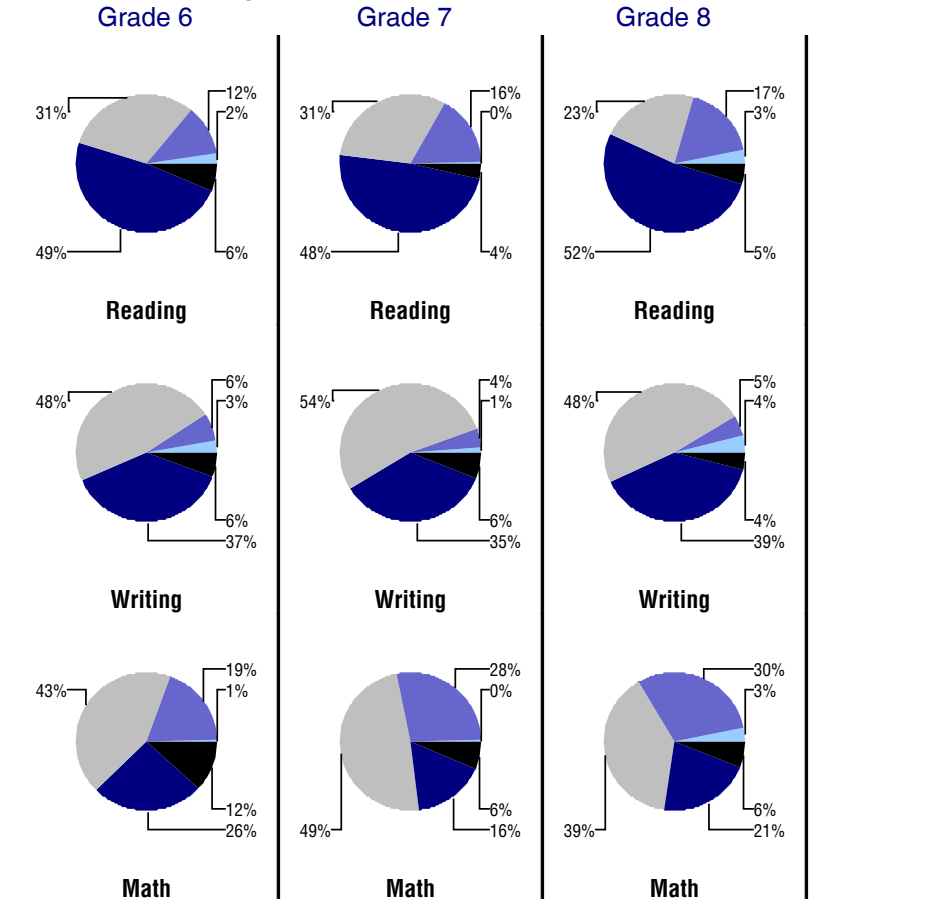 Grade 6 Grade 7 Grade 8
12% 16% 17%
31% 2% 31% 0% 23% 3%
49% 6% 48% 4% 52% 5%
Reading Reading Reading
6% 4% 5%
48% 3% 54% 1% 48% 4%
6% 6% 4%
37% 35% 39%
Writing Writing Writing
19% 28% 30%
43% 1% 0% 3%
12% 6% 6%
26% 49% 16% 39% 21%
Math Math Math